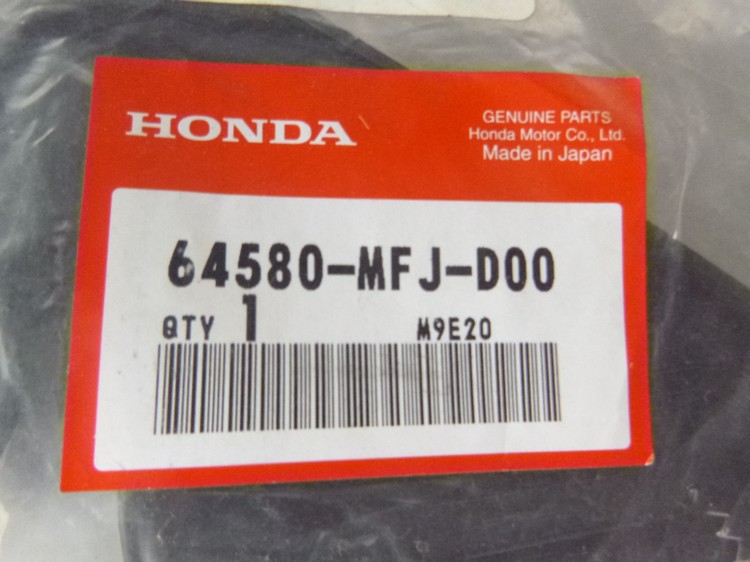 HONDA
GENUINE PARTS
Honda Motor Co., Ltd.
Made in Japan
64580-MFJ-D00
QTY 1 M9E20